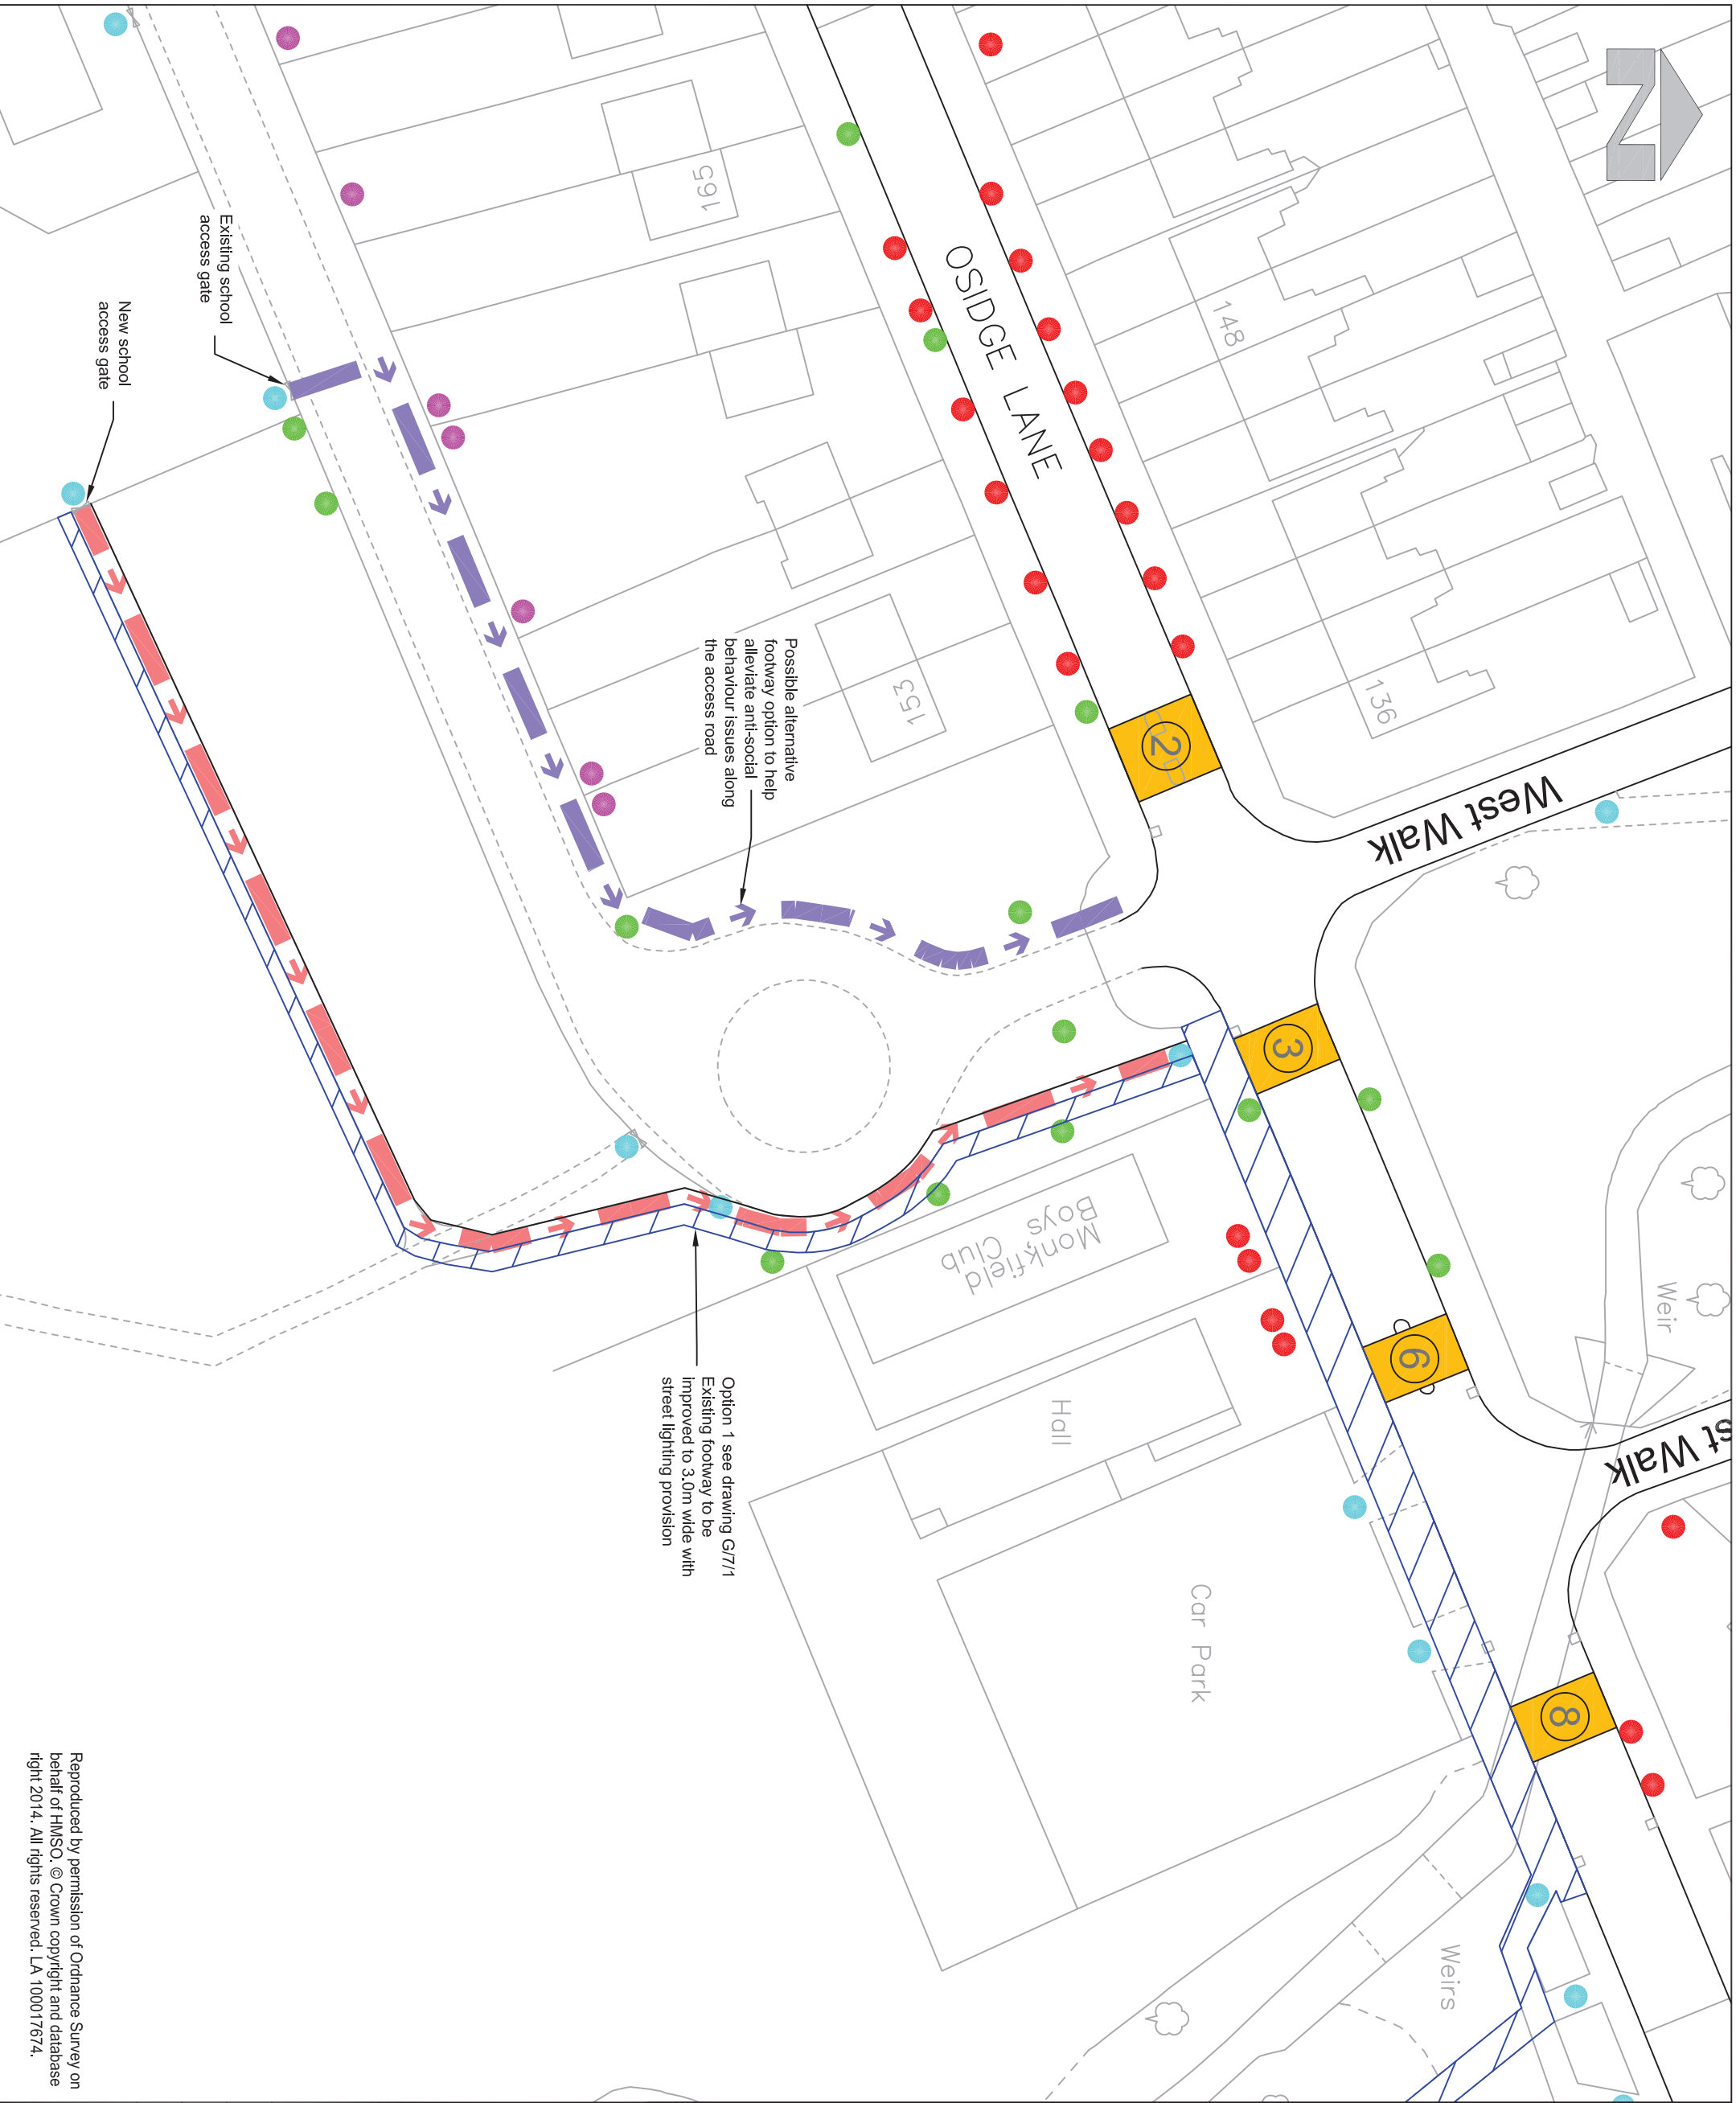 N
OSIDGE LANE
West Walk
st Walk
165
148
153
136
2
3
6
8
Weir
Weirs
Monkfield
Boys
Club
Hall
Car Park
Existing school
access gate
New school
access gate
Possible alternative
footway option to help
alleviate anti-social
behaviour issues along
the access road
Option 1 see drawing G/7/1
Existing footway to be
improved to 3.0m wide with
street lighting provision
Reproduced by permission of Ordnance Survey on
behalf of HMSO. © Crown copyright and database
right 2014. All rights reserved. LA 100017674.